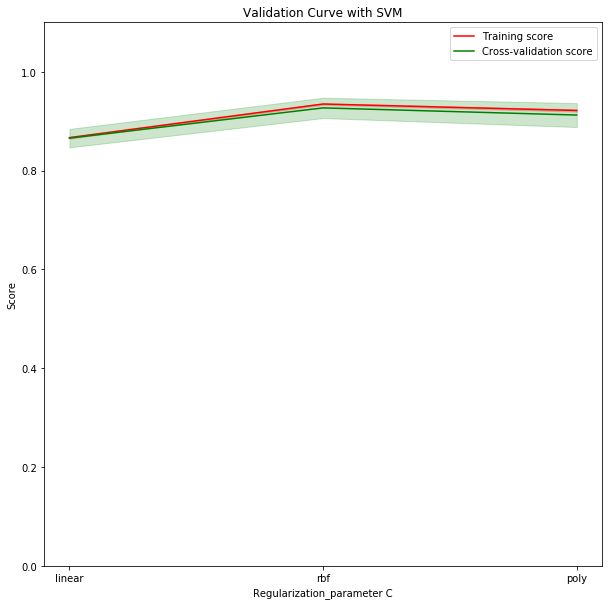 Validation Curve with SVM
Training score
Cross-validation score
1.0
0.8
0.6
0.4
0.2
0.0
Score
linear
rbf
poly
Regularization_parameter C